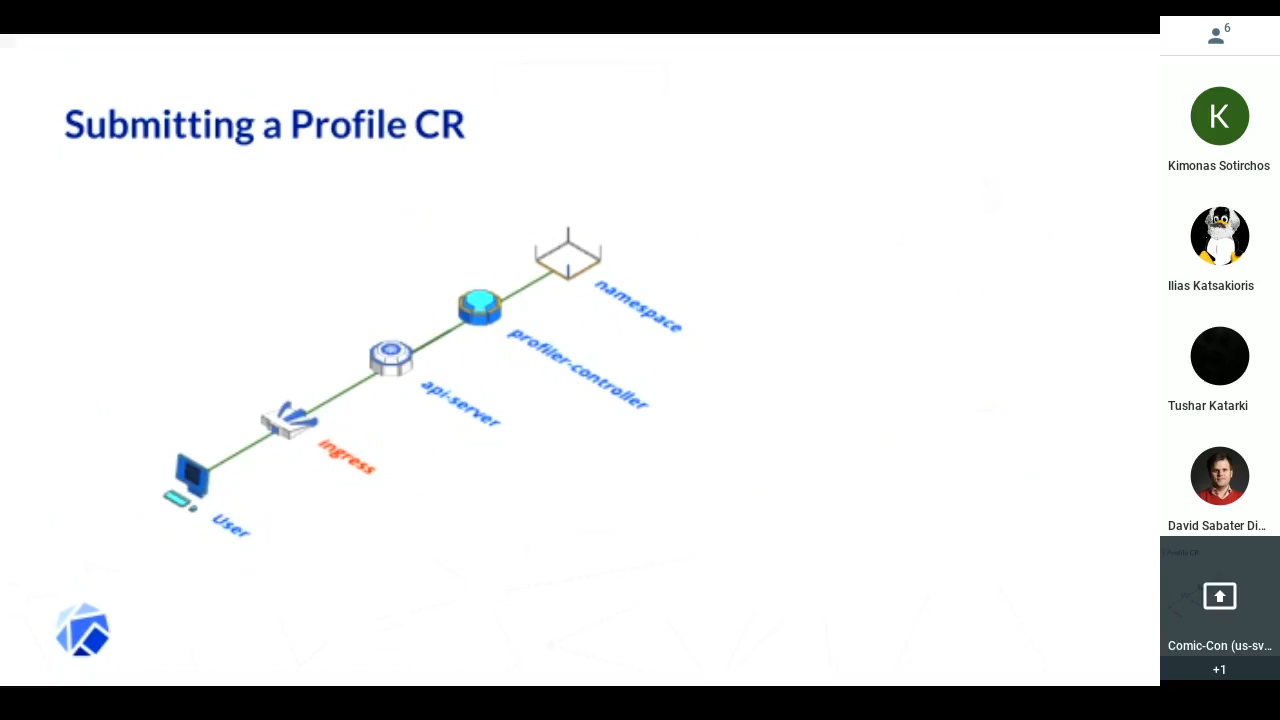 Submitting a Profile CR
namespace
profiler-controller
api-server
ingress
User
6
K
Kimonas Sotirchos
Ilias Katsakioris
Tushar Katarki
David Sabater Di...
Comic-Con (us-sv...
+1